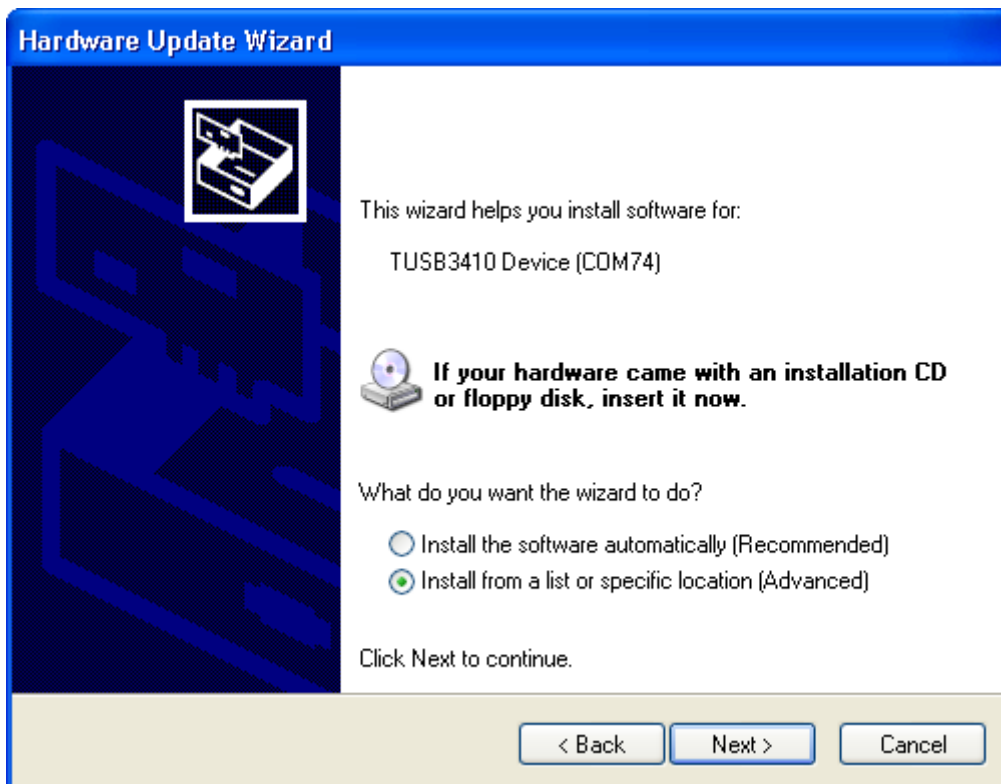 Hardware Update Wizard
This wizard helps you install software for:
TUSB3410 Device (COM74)
If your hardware came with an installation CD
or floppy disk, insert it now.
What do you want the wizard to do?
Install the software automatically (Recommended)
Install from a list or specific location (Advanced)
Click Next to continue.
< Back Next > Cancel